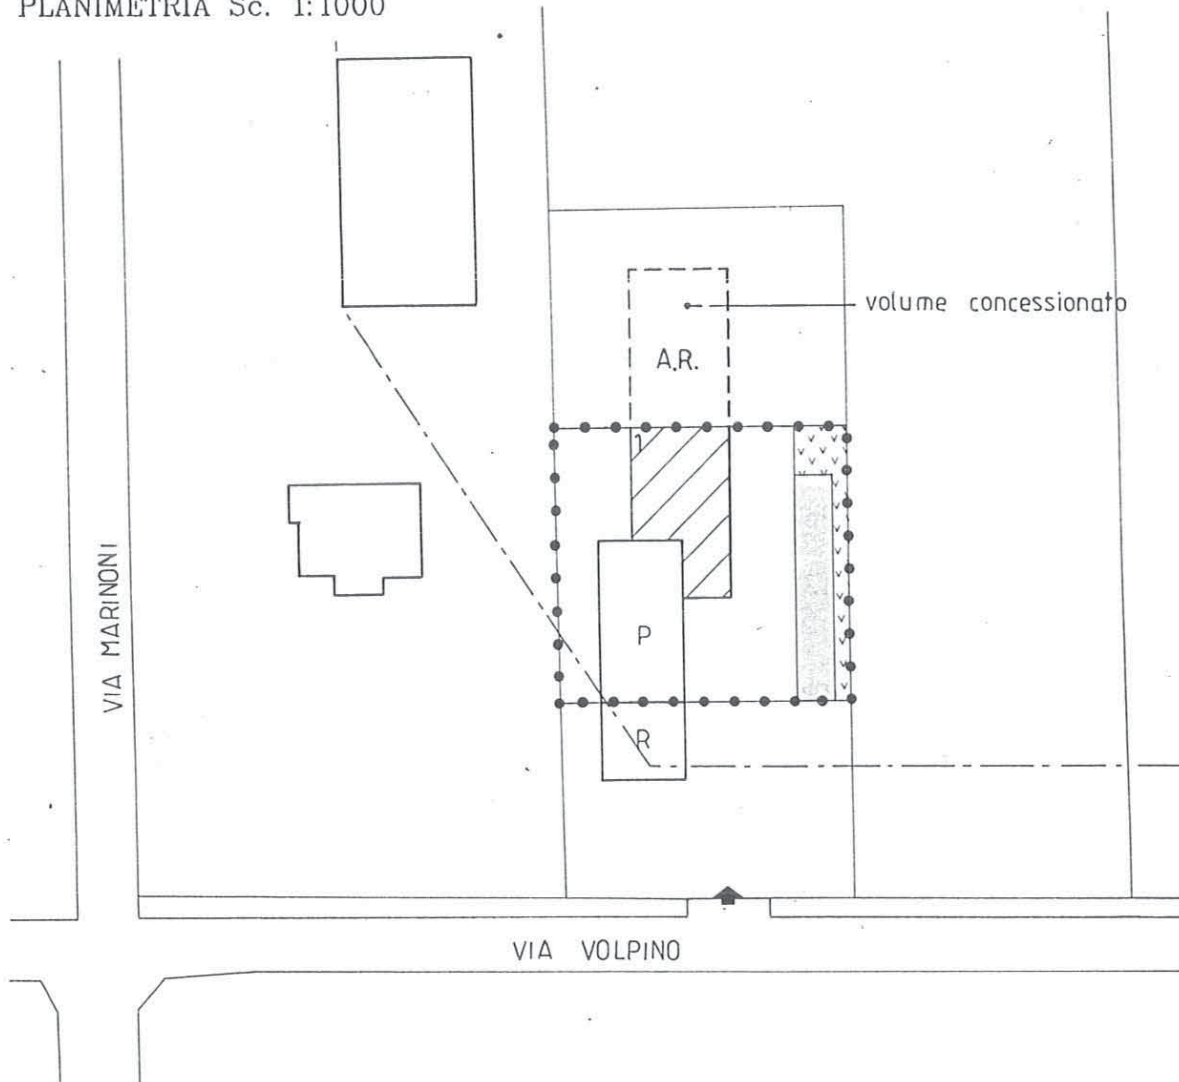 PLANIMETRIA Sc. 1:1000
volume concessionato
A.R.
1
VIA MARINONI
P
R
VIA VOLPINO